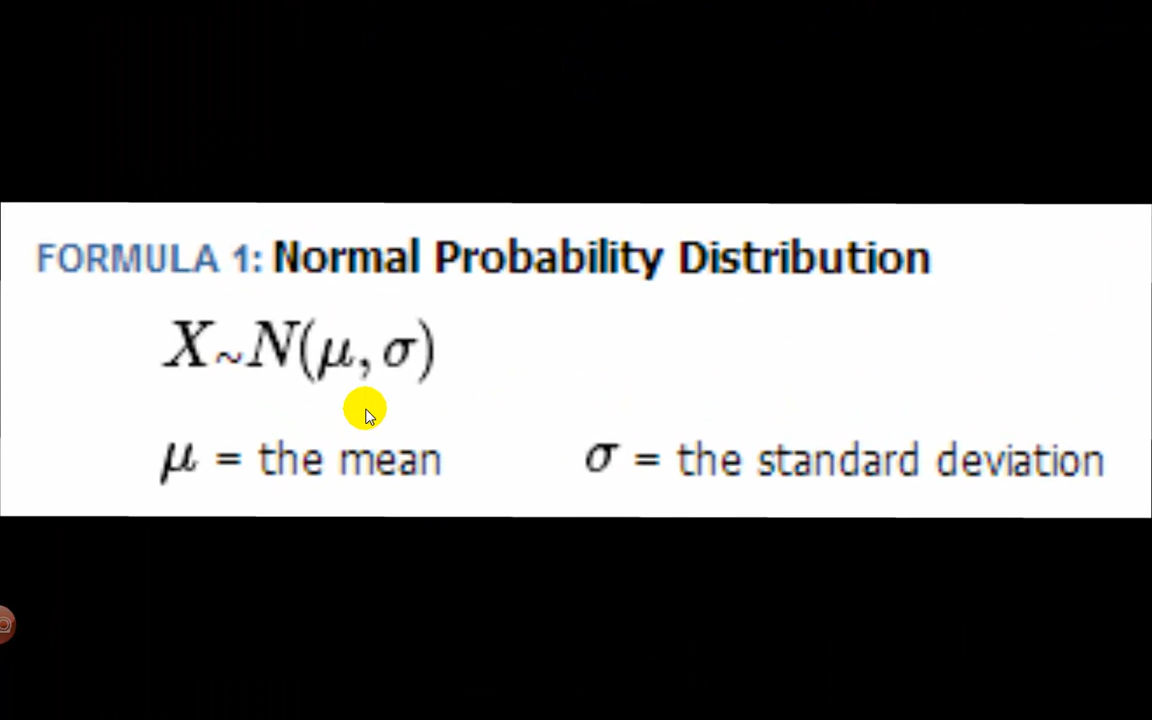 FORMULA 1: Normal Probability Distribution
X~N(μ, σ)
μ = the mean σ = the standard deviation